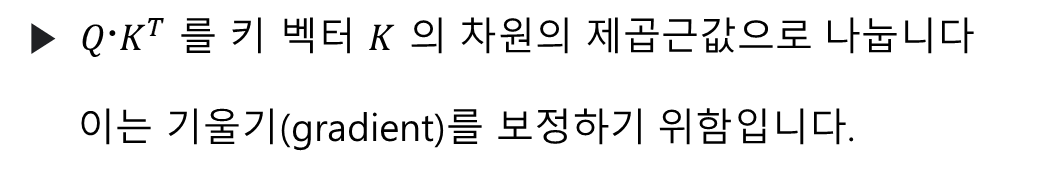 ▶ Q·Kᵀ 를 키 벡터 K 의 차원의 제곱근값으로 나눕니다
이는 기울기(gradient)를 보정하기 위함입니다.